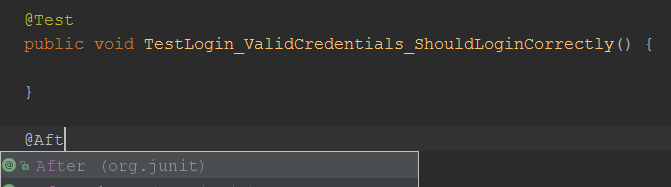 @Test
public void TestLogin_ValidCredentials_ShouldLoginCorrectly() {
}
@Aft
After (org.junit)